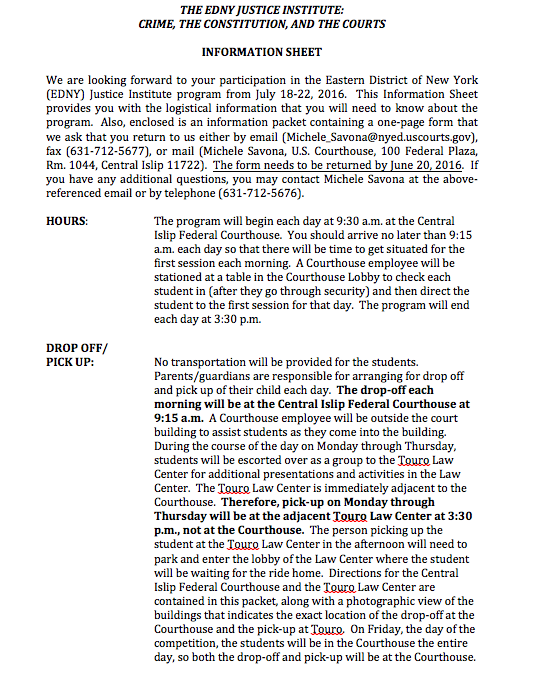 THE EDNY JUSTICE INSTITUTE:
CRIME, THE CONSTITUTION, AND THE COURTS
INFORMATION SHEET
We are looking forward to your participation in the Eastern District of New York
(EDNY) Justice Institute program from July 18-22, 2016. This Information Sheet
provides you with the logistical information that you will need to know about the
program. Also, enclosed is an information packet containing a one-page form that
we ask that you return to us either by email (Michele_Savona@nyed.uscourts.gov),
fax (631-712-5677), or mail (Michele Savona, U.S. Courthouse, 100 Federal Plaza,
Rm. 1044, Central Islip 11722). The form needs to be returned by June 20, 2016. If
you have any additional questions, you may contact Michele Savona at the above-
referenced email or by telephone (631-712-5676).
HOURS: The program will begin each day at 9:30 a.m. at the Central
Islip Federal Courthouse. You should arrive no later than 9:15
a.m. each day so that there will be time to get situated for the
first session each morning. A Courthouse employee will be
stationed at a table in the Courthouse Lobby to check each
student in (after they go through security) and then direct the
student to the first session for that day. The program will end
each day at 3:30 p.m.
DROP OFF/
PICK UP: No transportation will be provided for the students.
Parents/guardians are responsible for arranging for drop off
and pick up of their child each day. The drop-off each
morning will be at the Central Islip Federal Courthouse at
9:15 a.m. A Courthouse employee will be outside the court
building to assist students as they come into the building.
During the course of the day on Monday through Thursday,
students will be escorted over as a group to the Touro Law
Center for additional presentations and activities in the Law
Center. The Touro Law Center is immediately adjacent to the
Courthouse. Therefore, pick-up on Monday through
Thursday will be at the adjacent Touro Law Center at 3:30
p.m., not at the Courthouse. The person picking up the
student at the Touro Law Center in the afternoon will need to
park and enter the lobby of the Law Center where the student
will be waiting for the ride home. Directions for the Central
Islip Federal Courthouse and the Touro Law Center are
contained in this packet, along with a photographic view of the
buildings that indicates the exact location of the drop-off at the
Courthouse and the pick-up at Touro. On Friday, the day of the
competition, the students will be in the Courthouse the entire
day, so both the drop-off and pick-up will be at the Courthouse.